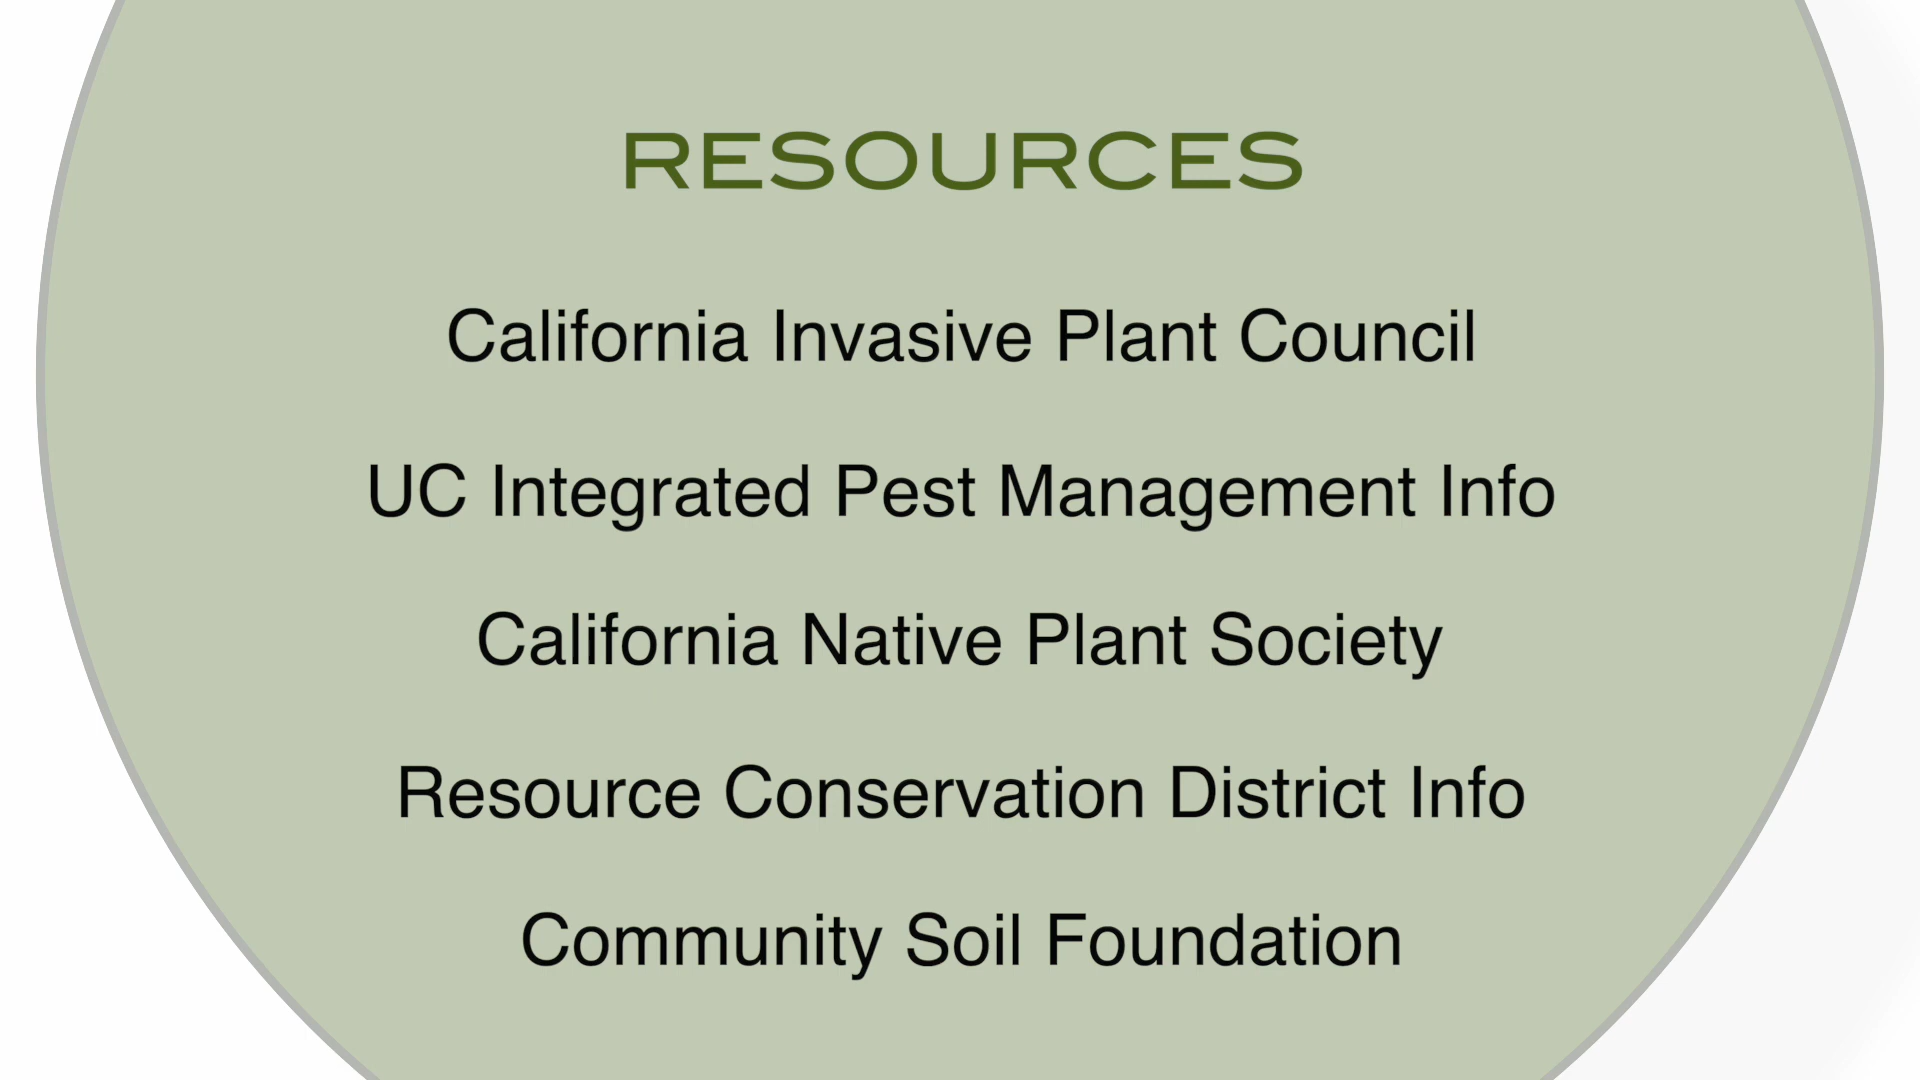 RESOURCES
California Invasive Plant Council
UC Integrated Pest Management Info
California Native Plant Society
Resource Conservation District Info
Community Soil Foundation